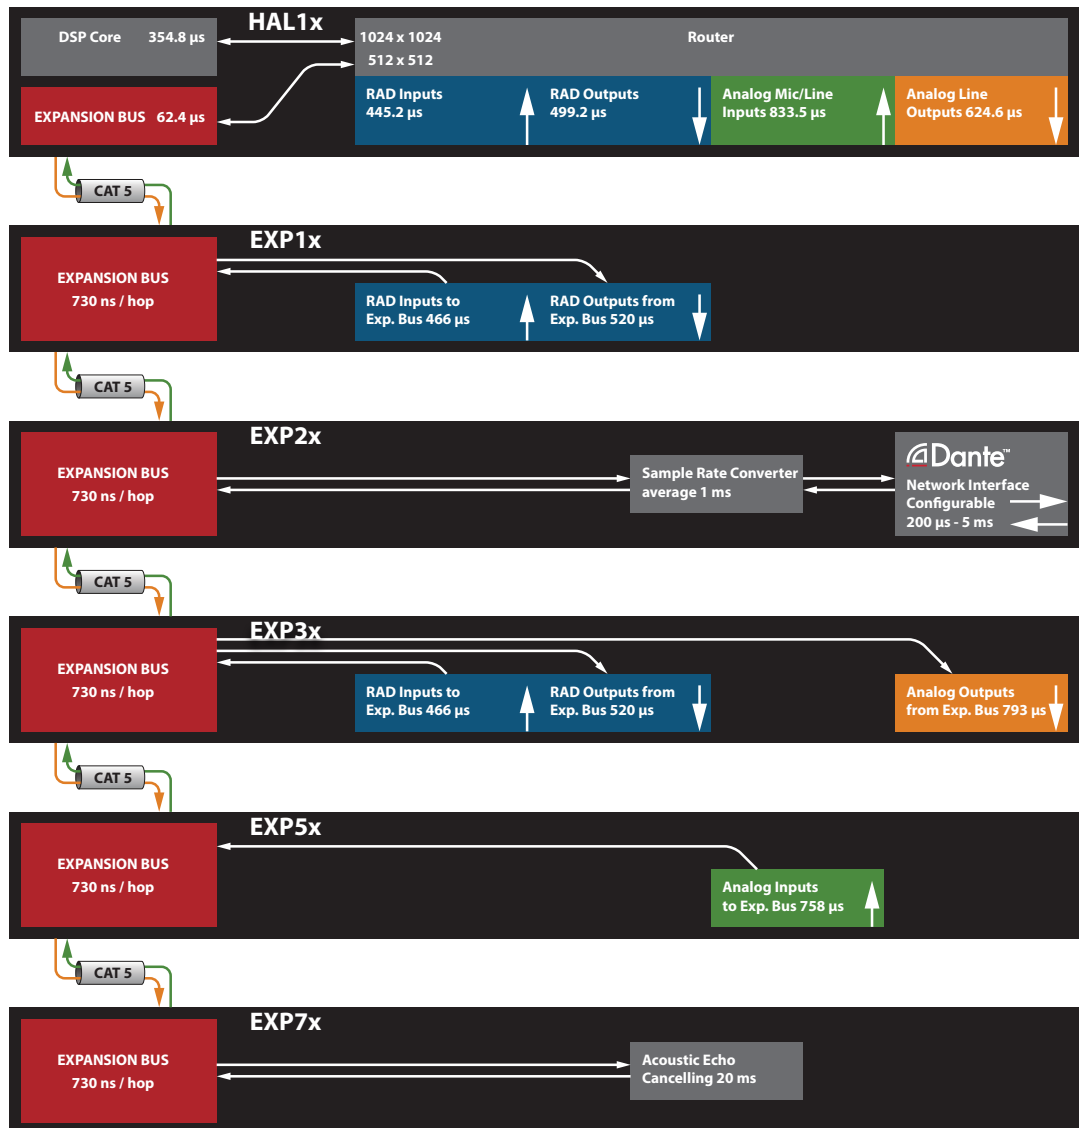 HAL1x
DSP Core 354.8 µs
1024 x 1024
Router
512 x 512
EXPANSION BUS 62.4 µs
RAD Inputs
445.2 µs
RAD Outputs
499.2 µs
Analog Mic/Line
Inputs 833.5 µs
Analog Line
Outputs 624.6 µs
CAT 5
EXP1x
EXPANSION BUS
730 ns / hop
RAD Inputs to
Exp. Bus 466 µs
RAD Outputs from
Exp. Bus 520 µs
CAT 5
EXP2x
EXPANSION BUS
730 ns / hop
Sample Rate Converter
average 1 ms
Dante™
Network Interface
Configurable
200 µs - 5 ms
CAT 5
EXP3x
EXPANSION BUS
730 ns / hop
RAD Inputs to
Exp. Bus 466 µs
RAD Outputs from
Exp. Bus 520 µs
Analog Outputs
from Exp. Bus 793 µs
CAT 5
EXP5x
EXPANSION BUS
730 ns / hop
Analog Inputs
to Exp. Bus 758 µs
CAT 5
EXP7x
EXPANSION BUS
730 ns / hop
Acoustic Echo
Cancelling 20 ms